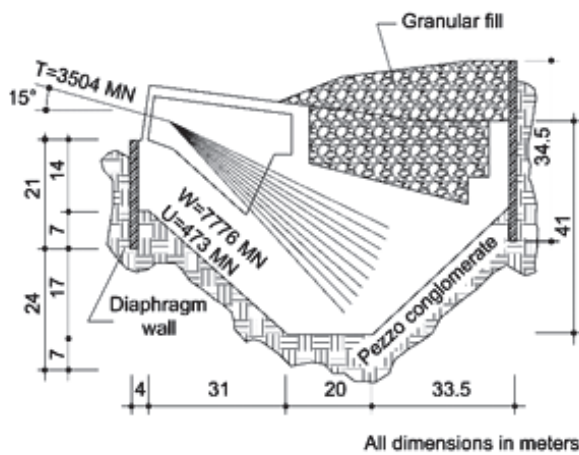 Granular fill
T=3504 MN
15°
34.5
21
14
41
7
W=7776 MN
U=473 MN
24
17
Diaphragm
wall
Pezzo conglomerate
7
4
31
20
33.5
All dimensions in meters